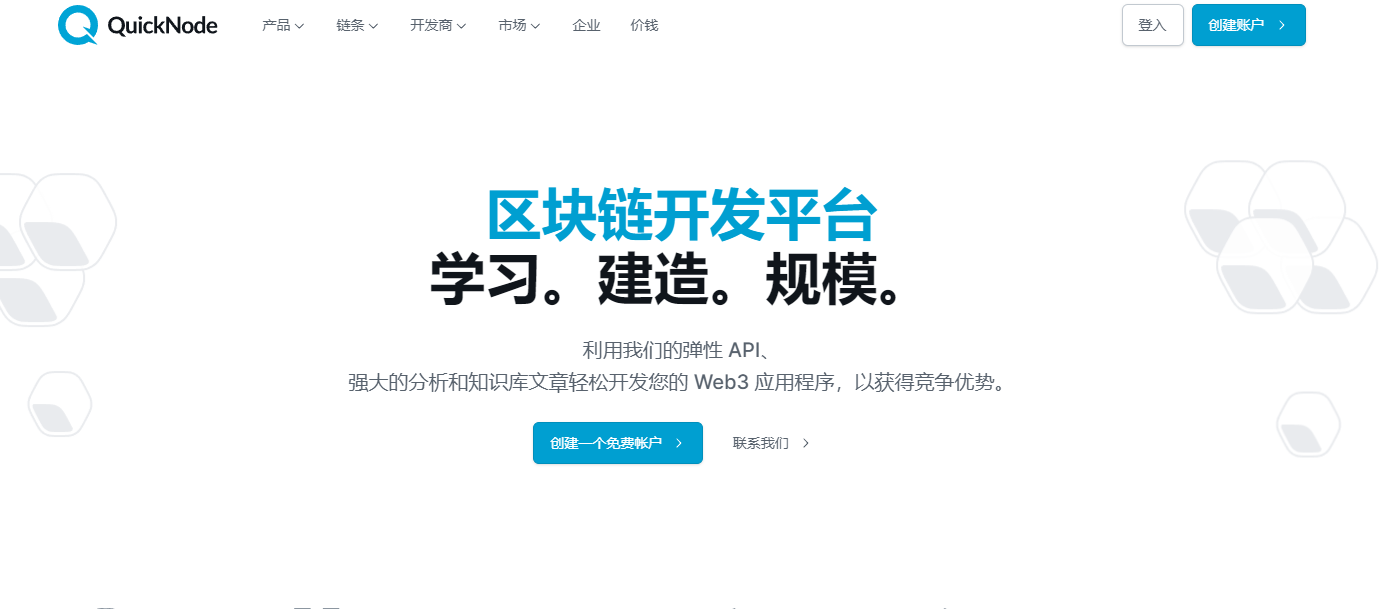 QuickNode
产品
链条
开发商
市场
企业
价钱
登入
创建账户
区块链开发平台
学习。建造。规模。
利用我们的弹性 API、
强大的分析和知识库文章轻松开发您的 Web3 应用程序，以获得竞争优势。
创建一个免费帐户
联系我们